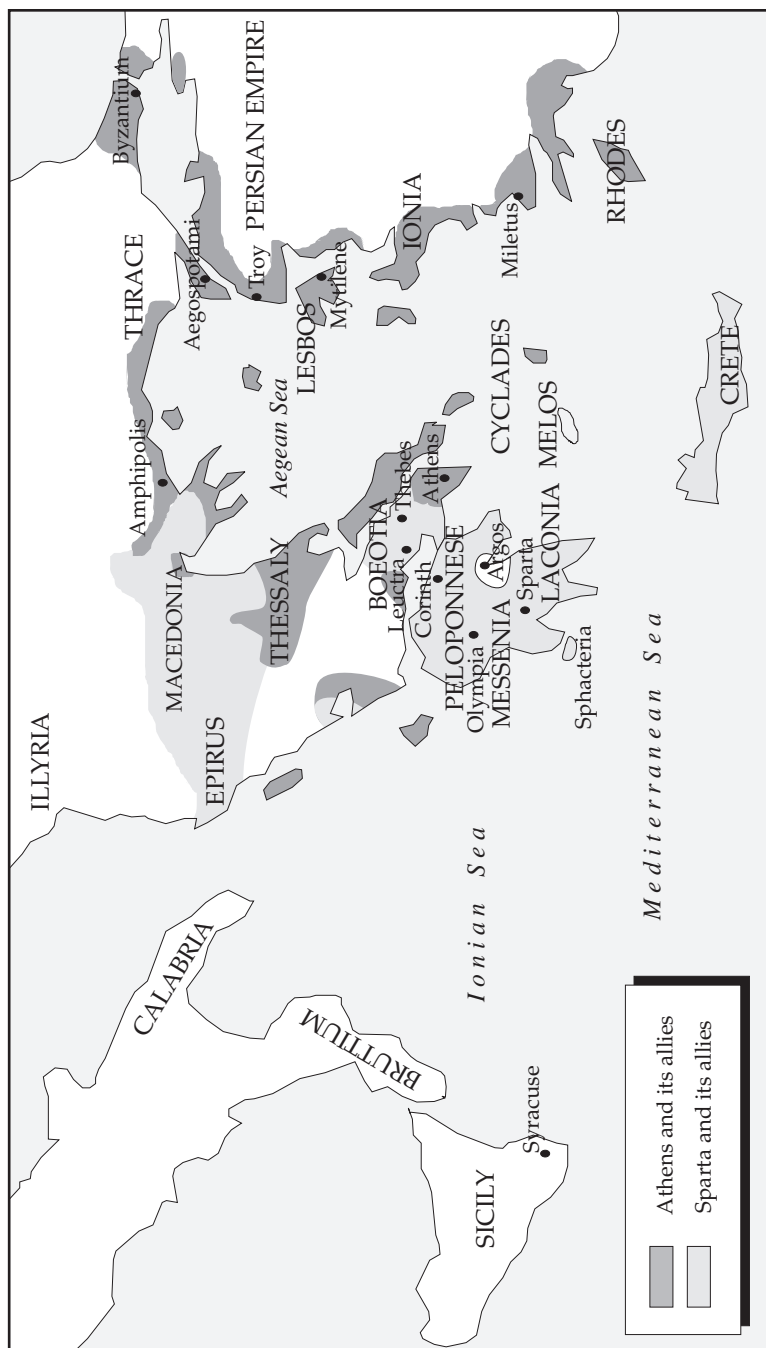 ILLYRIA
THRACE
Byzantium
Amphipolis
Aegospotami
MACEDONIA
CALABRIA
EPIRUS
THESSALY
Aegean Sea
Troy
PERSIAN EMPIRE
LESBOS
Mytilene
BRUTTIUM
BOEOTIA
Leuctra
Thebes
Corinth
Athens
IONIA
PELOPONNESE
Olympia
Argos
MESSENIA
Sparta
CYCLADES
Miletus
Ionian Sea
SICILY
Syracuse
LACONIA
MELOS
Sphacteria
RHODES
Mediterranean Sea
CRETE
Athens and its allies
Sparta and its allies